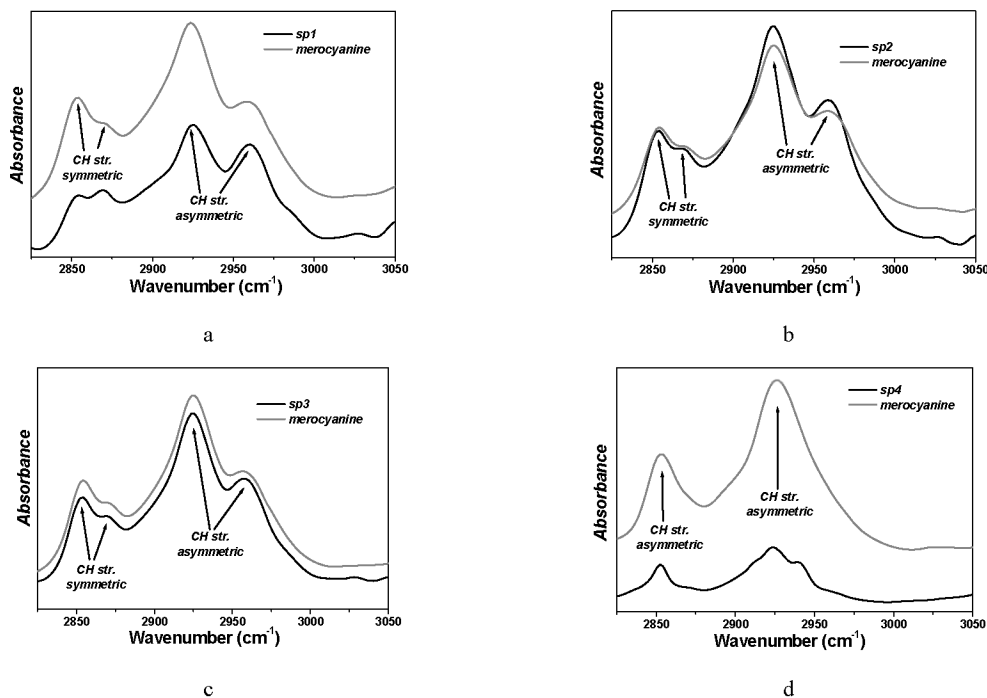 sp1
merocyanine
Absorbance
CH str.
symmetric
CH str.
asymmetric
2850 2900 2950 3000 3050
Wavenumber (cm⁻¹)
a
sp2
merocyanine
Absorbance
CH str.
asymmetric
CH str.
symmetric
2850 2900 2950 3000 3050
Wavenumber (cm⁻¹)
b
sp3
merocyanine
Absorbance
CH str.
asymmetric
CH str.
symmetric
2850 2900 2950 3000 3050
Wavenumber (cm⁻¹)
c
sp4
merocyanine
Absorbance
CH str.
asymmetric
CH str.
asymmetric
2850 2900 2950 3000 3050
Wavenumber (cm⁻¹)
d